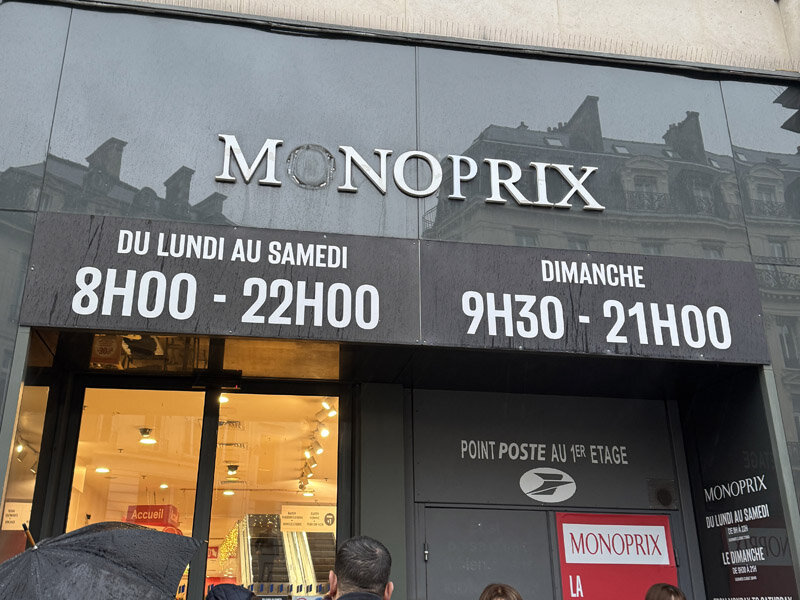 MONOPRIX
DU LUNDI AU SAMEDI
8H00 - 22H00
DIMANCHE
9H30 - 21H00
POINT POSTE AU 1ER ETAGE
Accueil
MONOPRIX
LA
MONOPRIX
DU LUNDI AU SAMEDI
LE DIMANCHE